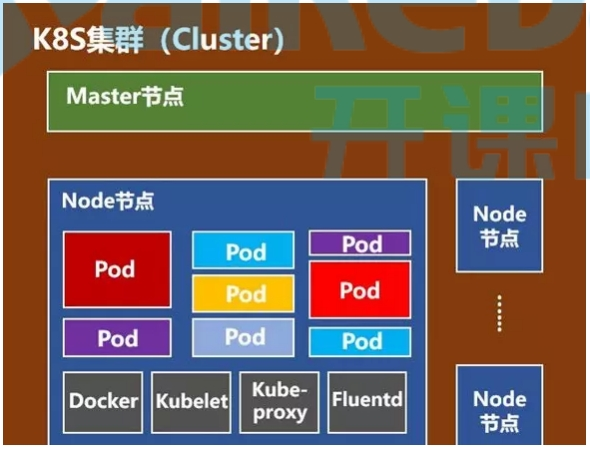 K8S集群（Cluster）
Master节点
开课
Node节点
Pod
Pod
Pod
Pod
Pod
Pod
Pod
Pod
Docker
Kubelet
Kube-
proxy
Fluentd
Node
节点
Node
节点